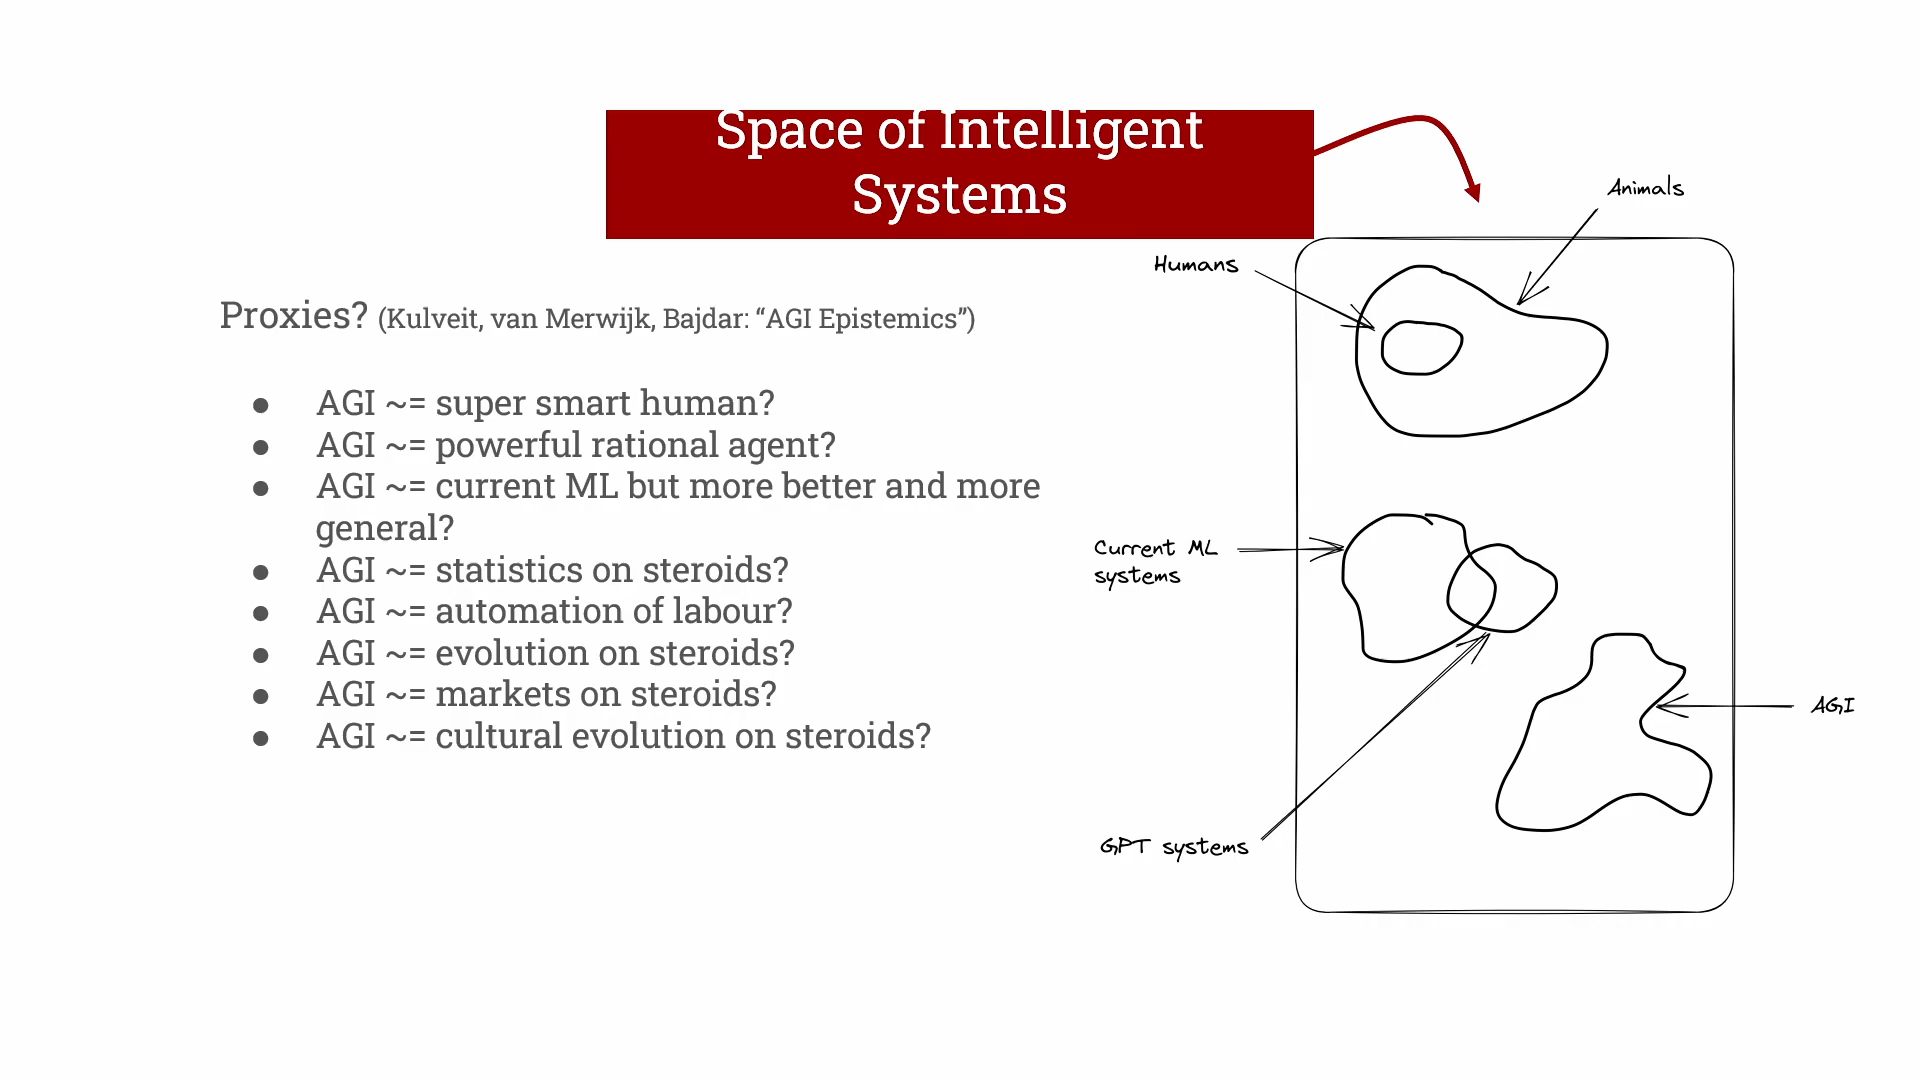 Space of Intelligent
Systems
Proxies? (Kulveit, van Merwijk, Bajdar: “AGI Epistemics”)
● AGI ~= super smart human?
● AGI ~= powerful rational agent?
● AGI ~= current ML but more better and more
general?
● AGI ~= statistics on steroids?
● AGI ~= automation of labour?
● AGI ~= evolution on steroids?
● AGI ~= markets on steroids?
● AGI ~= cultural evolution on steroids?
Animals
Humans
Current ML
systems
AGI
GPT systems